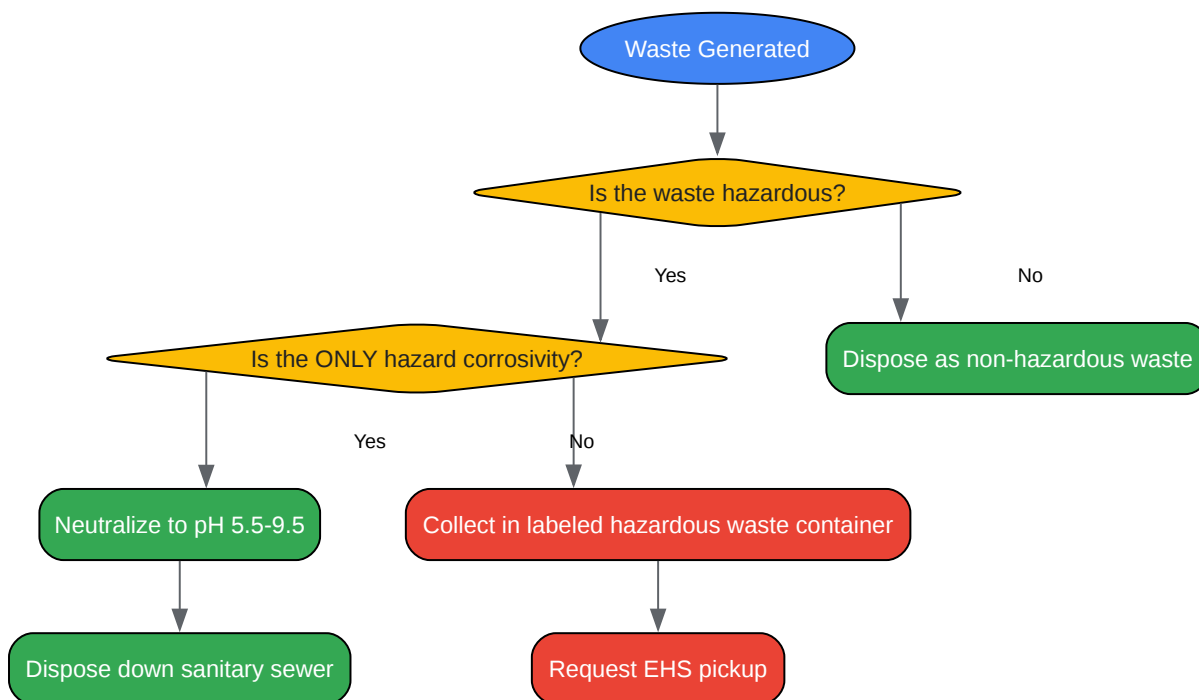 Waste Generated
Is the waste hazardous?
Yes
No
Is the ONLY hazard corrosivity?
Dispose as non-hazardous waste
Yes
No
Neutralize to pH 5.5-9.5
Collect in labeled hazardous waste container
Dispose down sanitary sewer
Request EHS pickup